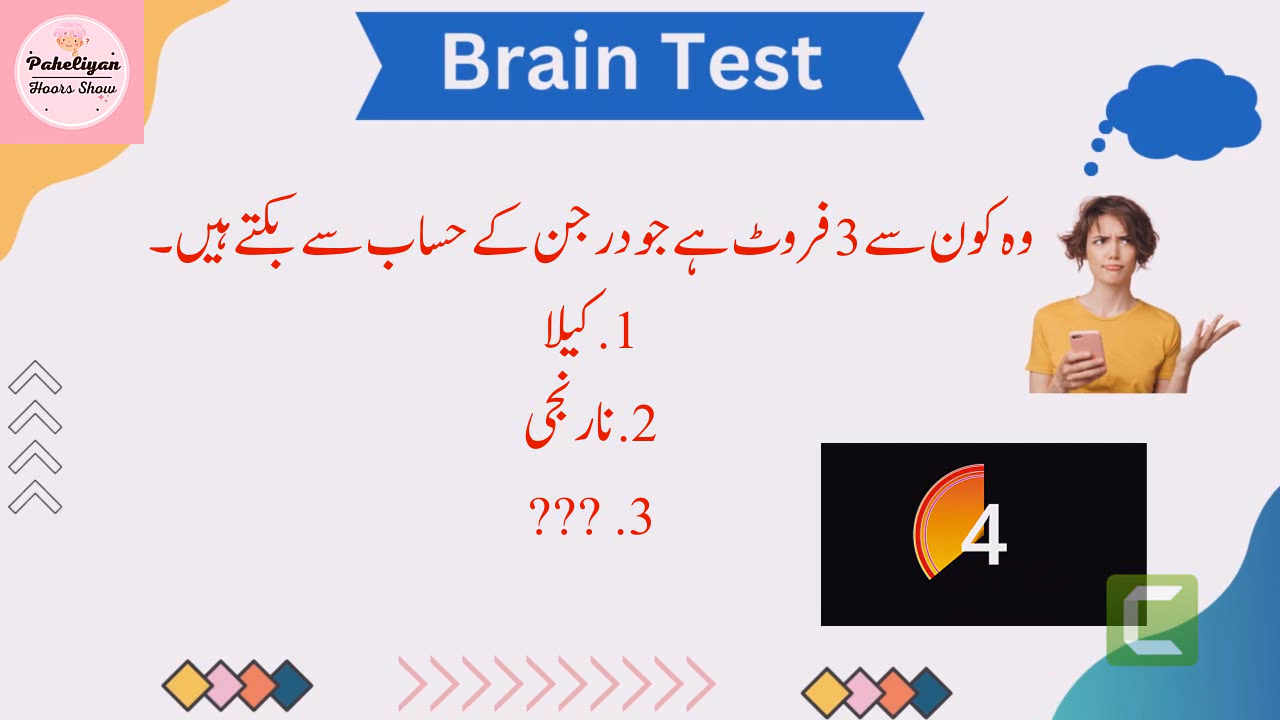 Paheliyan
Hoors Show
Brain Test
وہ کون سے 3 فروٹ ہے جو درجن کے حساب سے بکتے ہیں۔
1. کیلا
2. نارنجی
3. ???
4